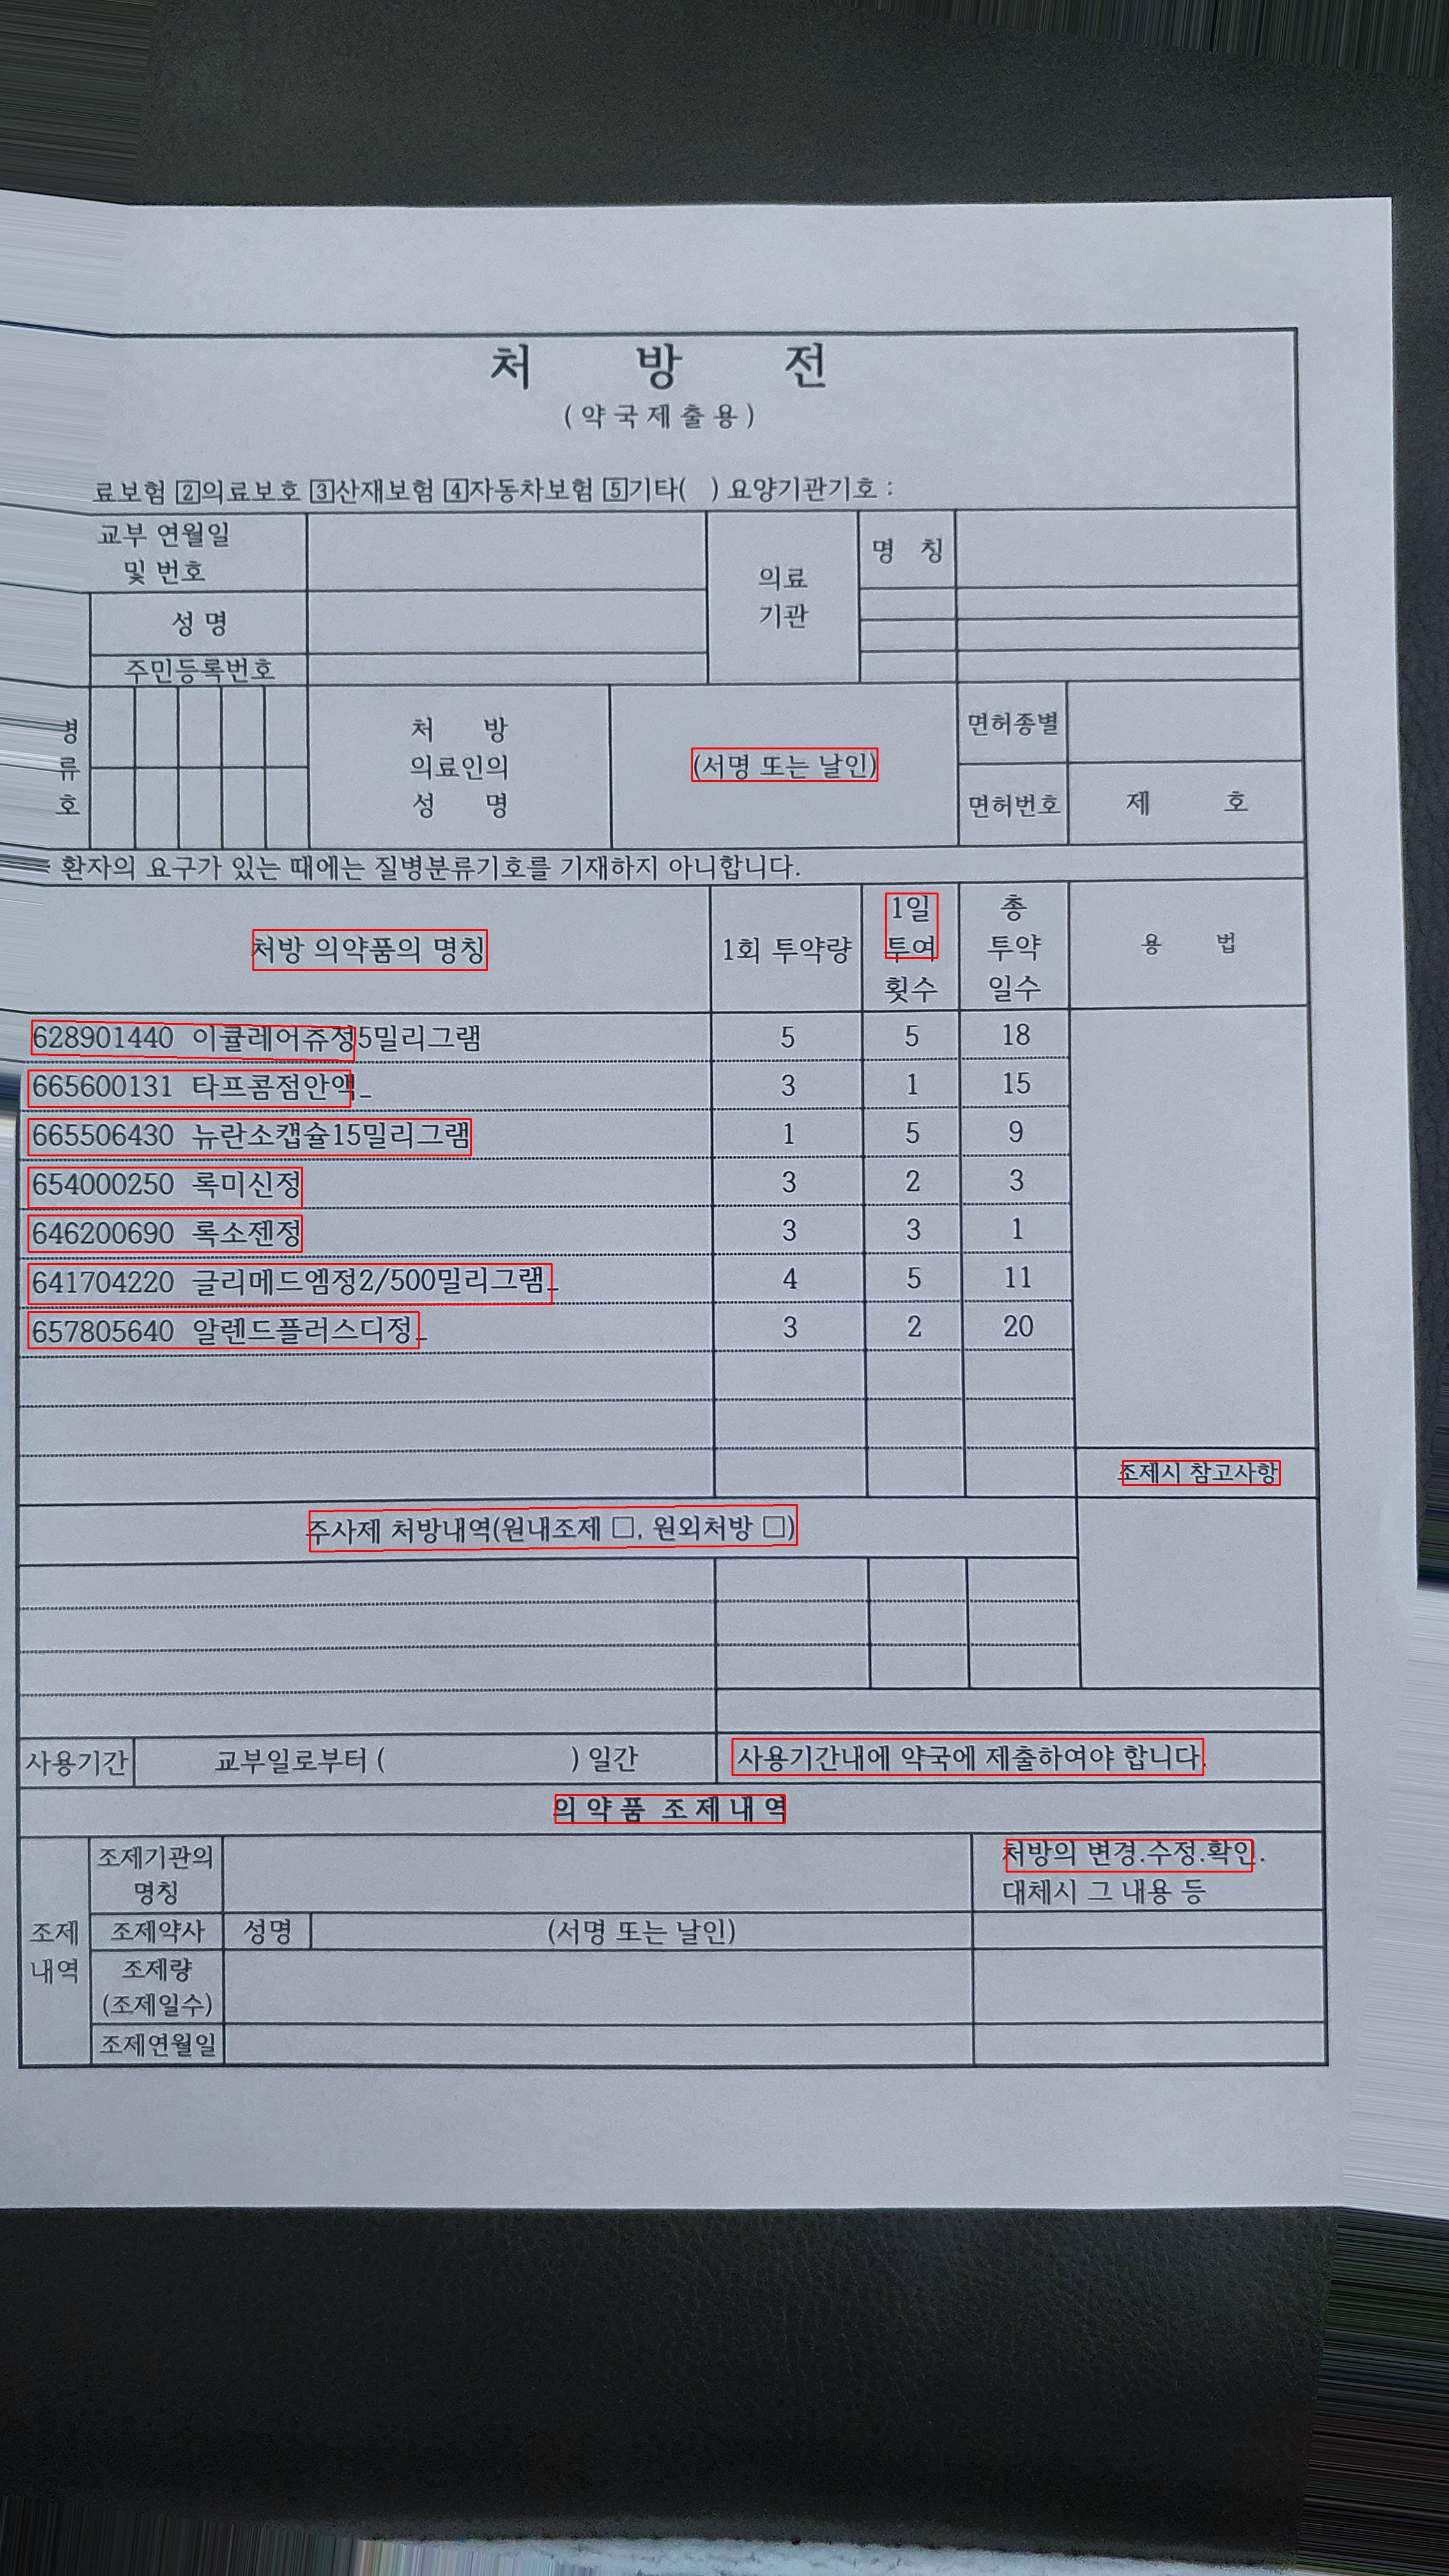 처 방 전
(약국제출용)
료보험 2의료보호 3산재보험 4자동차보험 5기타( ) 요양기관기호 :
교부 연월일
및 번호
의료
기관
명 칭
성 명
주민등록번호
류
호
처 방
의료인의
성 명
(서명 또는 날인)
면허종별
면허번호
제 호
환자의 요구가 있는 때에는 질병분류기호를 기재하지 아니합니다.
처방 의약품의 명칭
1회 투약량
1일
투여
횟수
총
투약
일수
용 법
628901440 이큘레어츄정5밀리그램 5 5 18
665600131 타프콤점안액_ 3 1 15
665506430 뉴란소캡슐15밀리그램 1 5 9
654000250 록미신정 3 2 3
646200690 록소젠정 3 3 1
641704220 글리메드엠정2/500밀리그램_ 4 5 11
657805640 알렌드플러스디정_ 3 2 20
조제시 참고사항
주사제 처방내역(원내조제 □, 원외처방 □)
사용기간 교부일로부터 ( ) 일간 사용기간내에 약국에 제출하여야 합니다.
의 약 품 조 제 내 역
조제
내역
조제기관의
명칭
처방의 변경.수정.확인.
대체시 그 내용 등
조제약사 성명 (서명 또는 날인)
조제량
(조제일수)
조제연월일